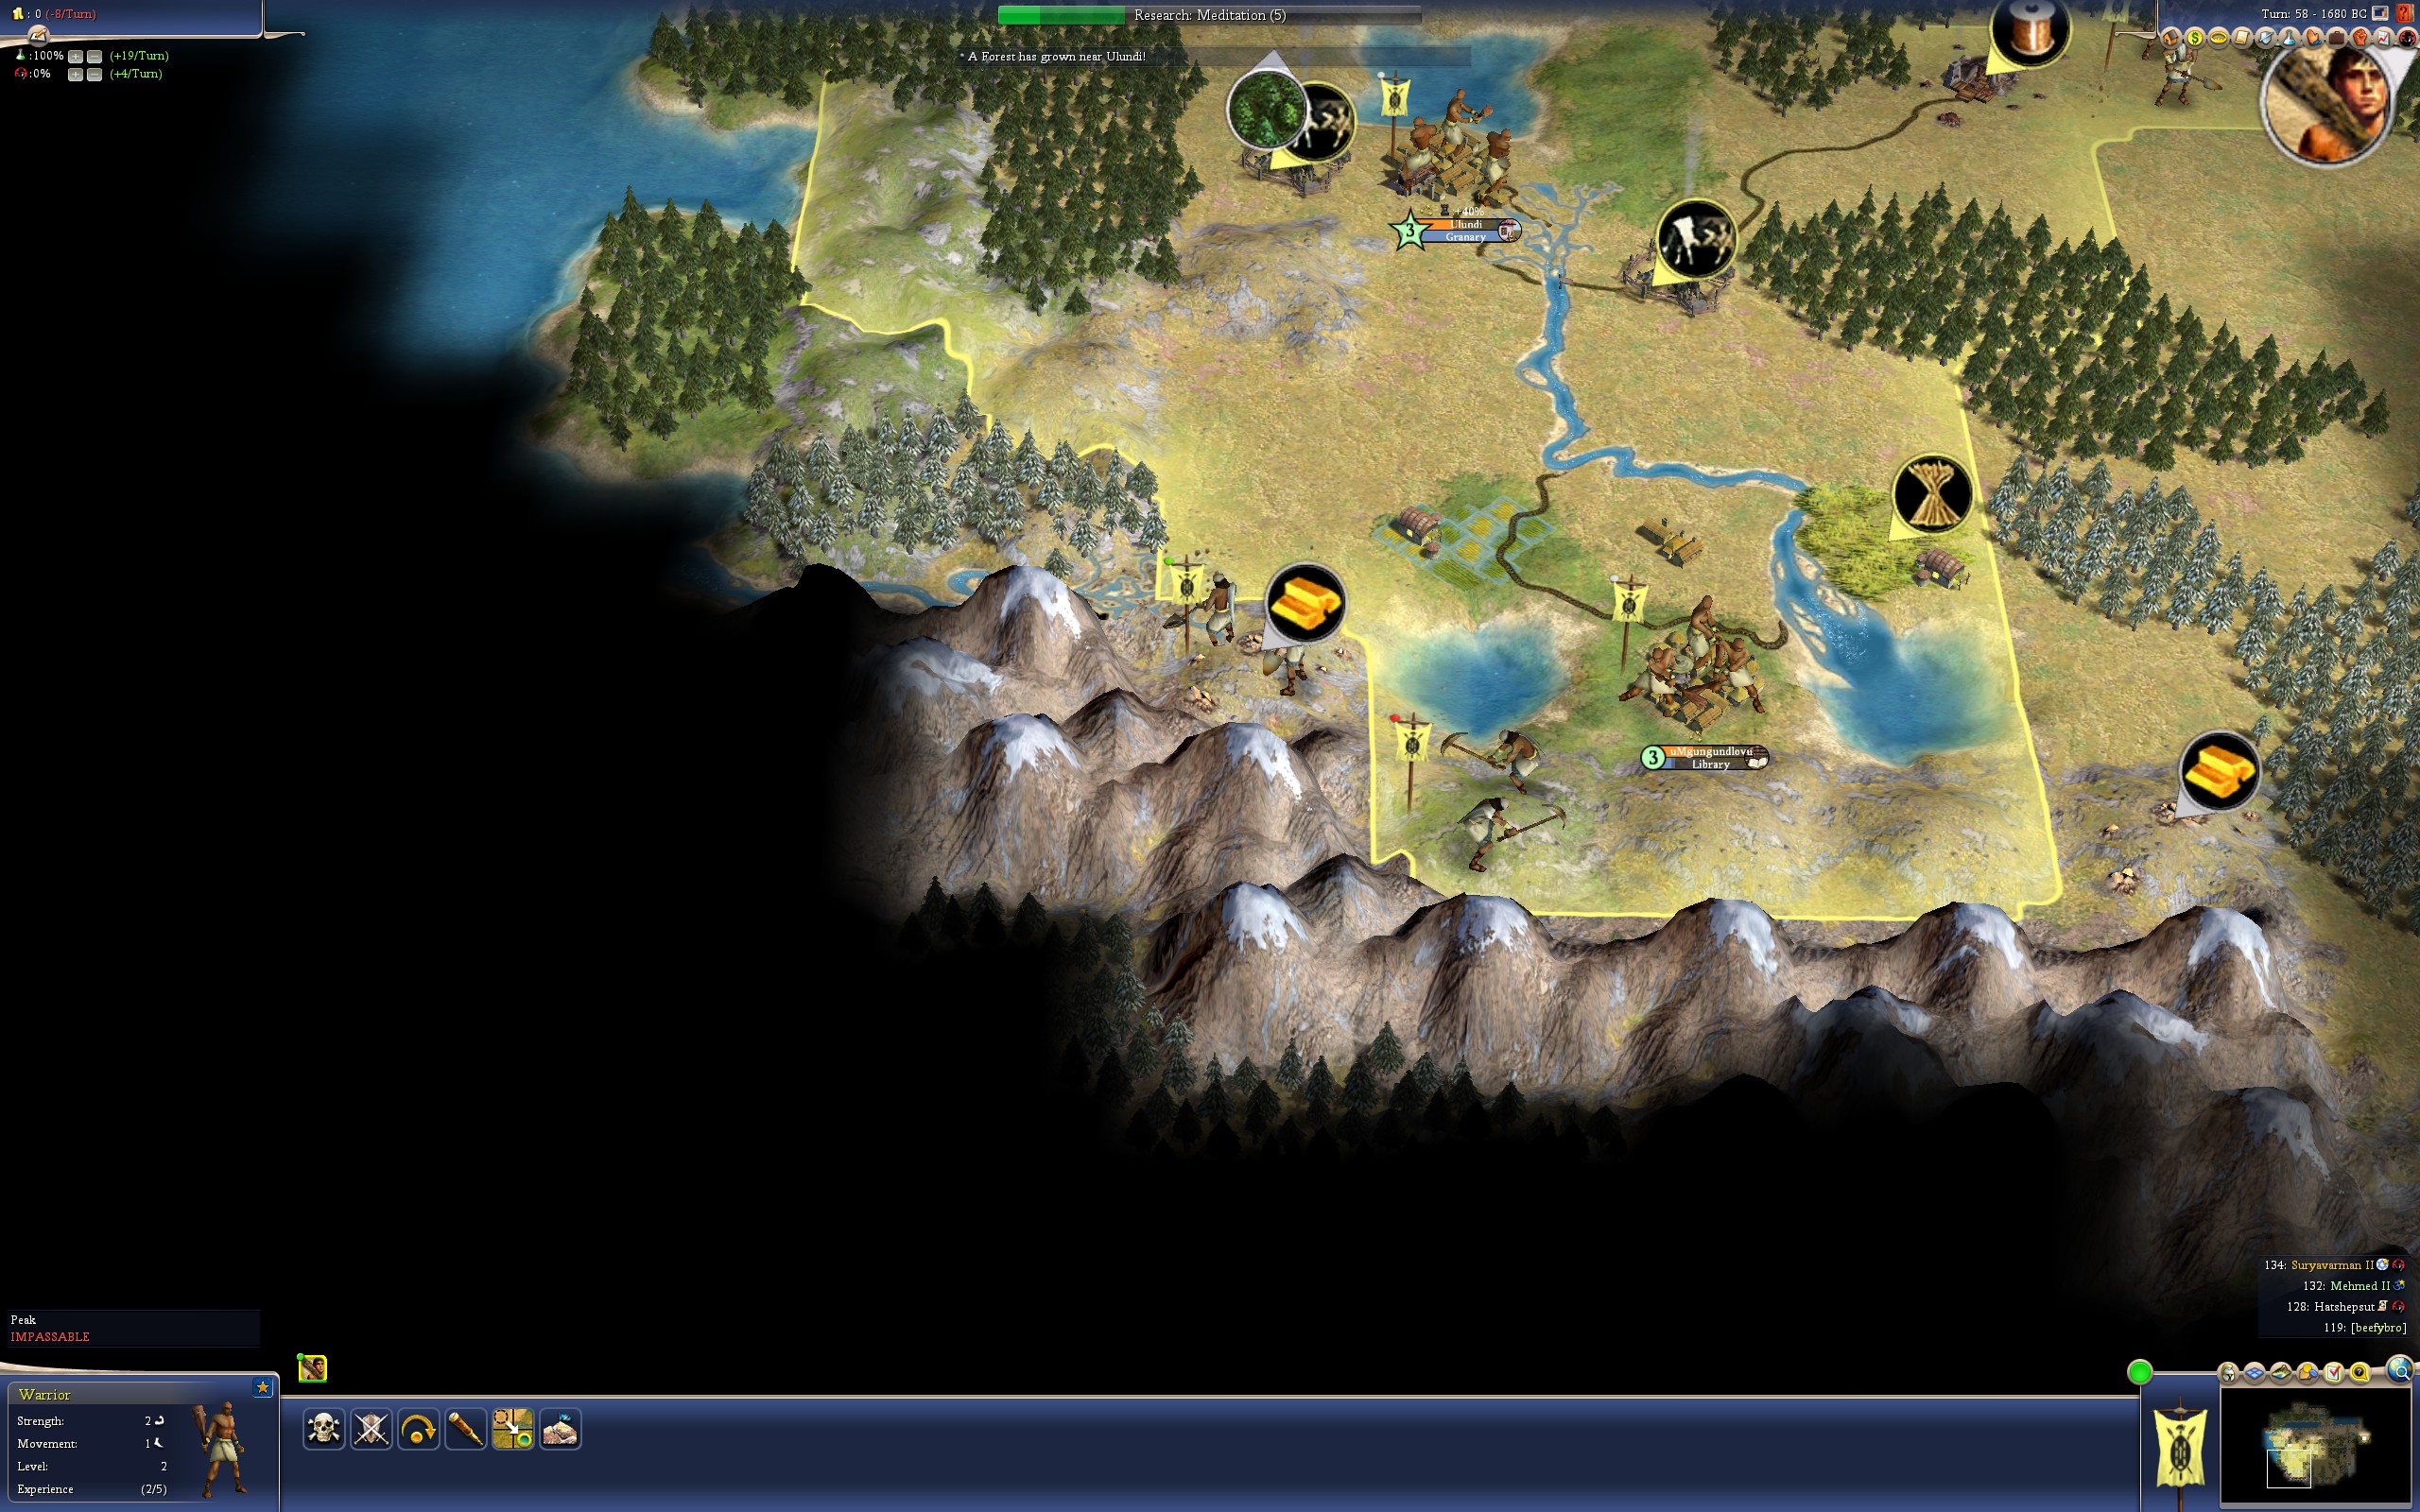 : 0 (-8/Turn)
Research: Meditation (5)
Turn: 58 - 1680 BC
:100% (+19/Turn)
:0% (+4/Turn)
* A Forest has grown near Ulundi!
+40%
3 Ulundi
Granary
3 uMgungundlovu
Library
134: Suryavarman II
132: Mehmed II
128: Hatshepsut
119: [beefybro]
Peak
IMPASSABLE
Warrior
Strength: 2
Movement: 1
Level: 2
Experience (2/5)